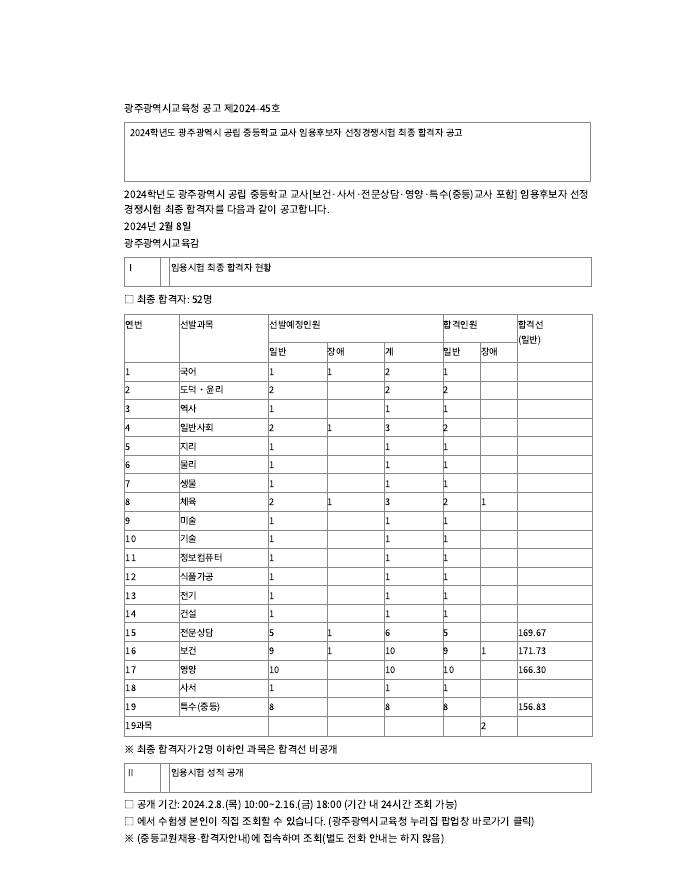 광주광역시교육청 공고 제2024-45호
2024학년도 광주광역시 공립 중등학교 교사 임용후보자 선정경쟁시험 최종 합격자 공고
2024학년도 광주광역시 공립 중등학교 교사[보건·사서·전문상담·영양·특수(중등)교사 포함] 임용후보자 선정
경쟁시험 최종 합격자를 다음과 같이 공고합니다.
2024년 2월 8일
광주광역시교육감
Ⅰ 임용시험 최종 합격자 현황
□ 최종 합격자: 52명
연번 선발과목 선발예정인원 합격인원 합격선
(일반)
일반 장애 계 일반 장애
1 국어 1 1 2 1
2 도덕·윤리 2 2 2
3 역사 1 1 1
4 일반사회 2 1 3 2
5 지리 1 1 1
6 물리 1 1 1
7 생물 1 1 1
8 체육 2 1 3 2 1
9 미술 1 1 1
10 기술 1 1 1
11 정보컴퓨터 1 1 1
12 식품가공 1 1 1
13 전기 1 1 1
14 건설 1 1 1
15 전문상담 5 1 6 5 169.67
16 보건 9 1 10 9 1 171.73
17 영양 10 10 10 166.30
18 사서 1 1 1
19 특수(중등) 8 8 8 156.83
19과목 2
※ 최종 합격자가 2명 이하인 과목은 합격선 비공개
Ⅱ 임용시험 성적 공개
□ 공개 기간: 2024.2.8.(목) 10:00~2.16.(금) 18:00 (기간 내 24시간 조회 가능)
□ 에서 수험생 본인이 직접 조회할 수 있습니다. (광주광역시교육청 누리집 팝업창 바로가기 클릭)
※ (중등교원채용-합격자안내)에 접속하여 조회(별도 전화 안내는 하지 않음)